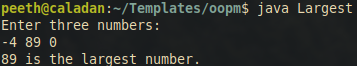 peeth@caladan:~/Templates/oopm$ java Largest
Enter three numbers:
-4 89 0
89 is the largest number.